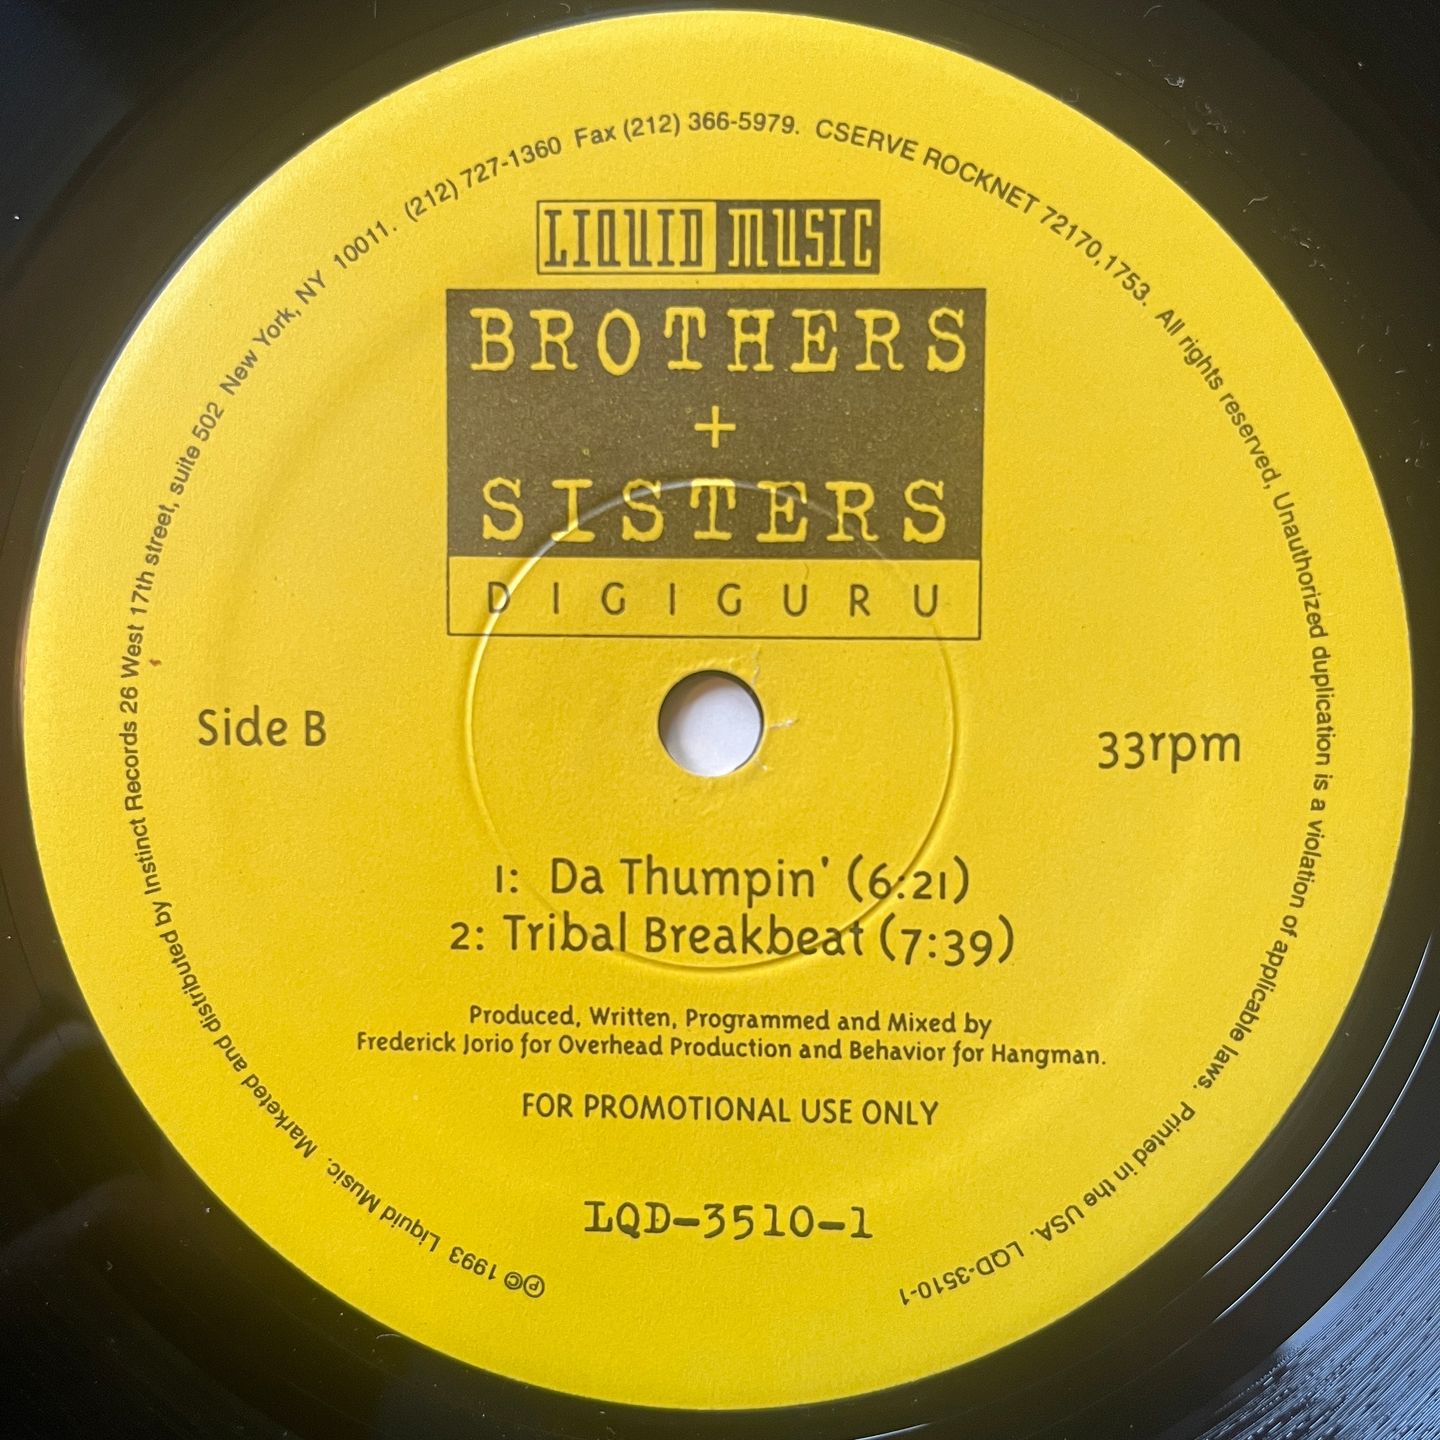 LIQUID MUSIC
BROTHERS
+
SISTERS
DIGIGURU
Side B
33rpm
1: Da Thumpin' (6:21)
2: Tribal Breakbeat (7:39)
Produced, Written, Programmed and Mixed by
Frederick Jorio for Overhead Production and Behavior for Hangman.
FOR PROMOTIONAL USE ONLY
LQD-3510-1
℗© 1993 Liquid Music. Marketed and distributed by Instinct Records 26 West 17th street, suite 502 New York, NY 10011. (212) 727-1360 Fax (212) 366-5979. CSERVE ROCKNET 72170,1753. All rights reserved, Unauthorized duplication is a violation of applicable laws. Printed in the USA. LQD-3510-1